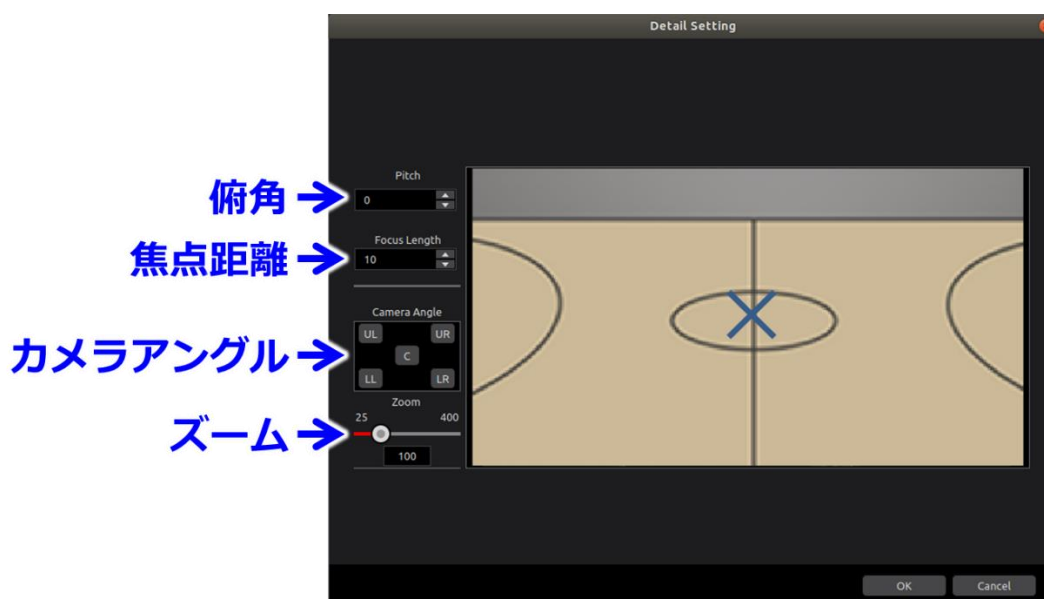 Detail Setting
俯角
Pitch
0
焦点距離
Focus Length
10
カメラアングル
Camera Angle
UL UR
C
LL LR
ズーム
Zoom
25 400
100
OK Cancel